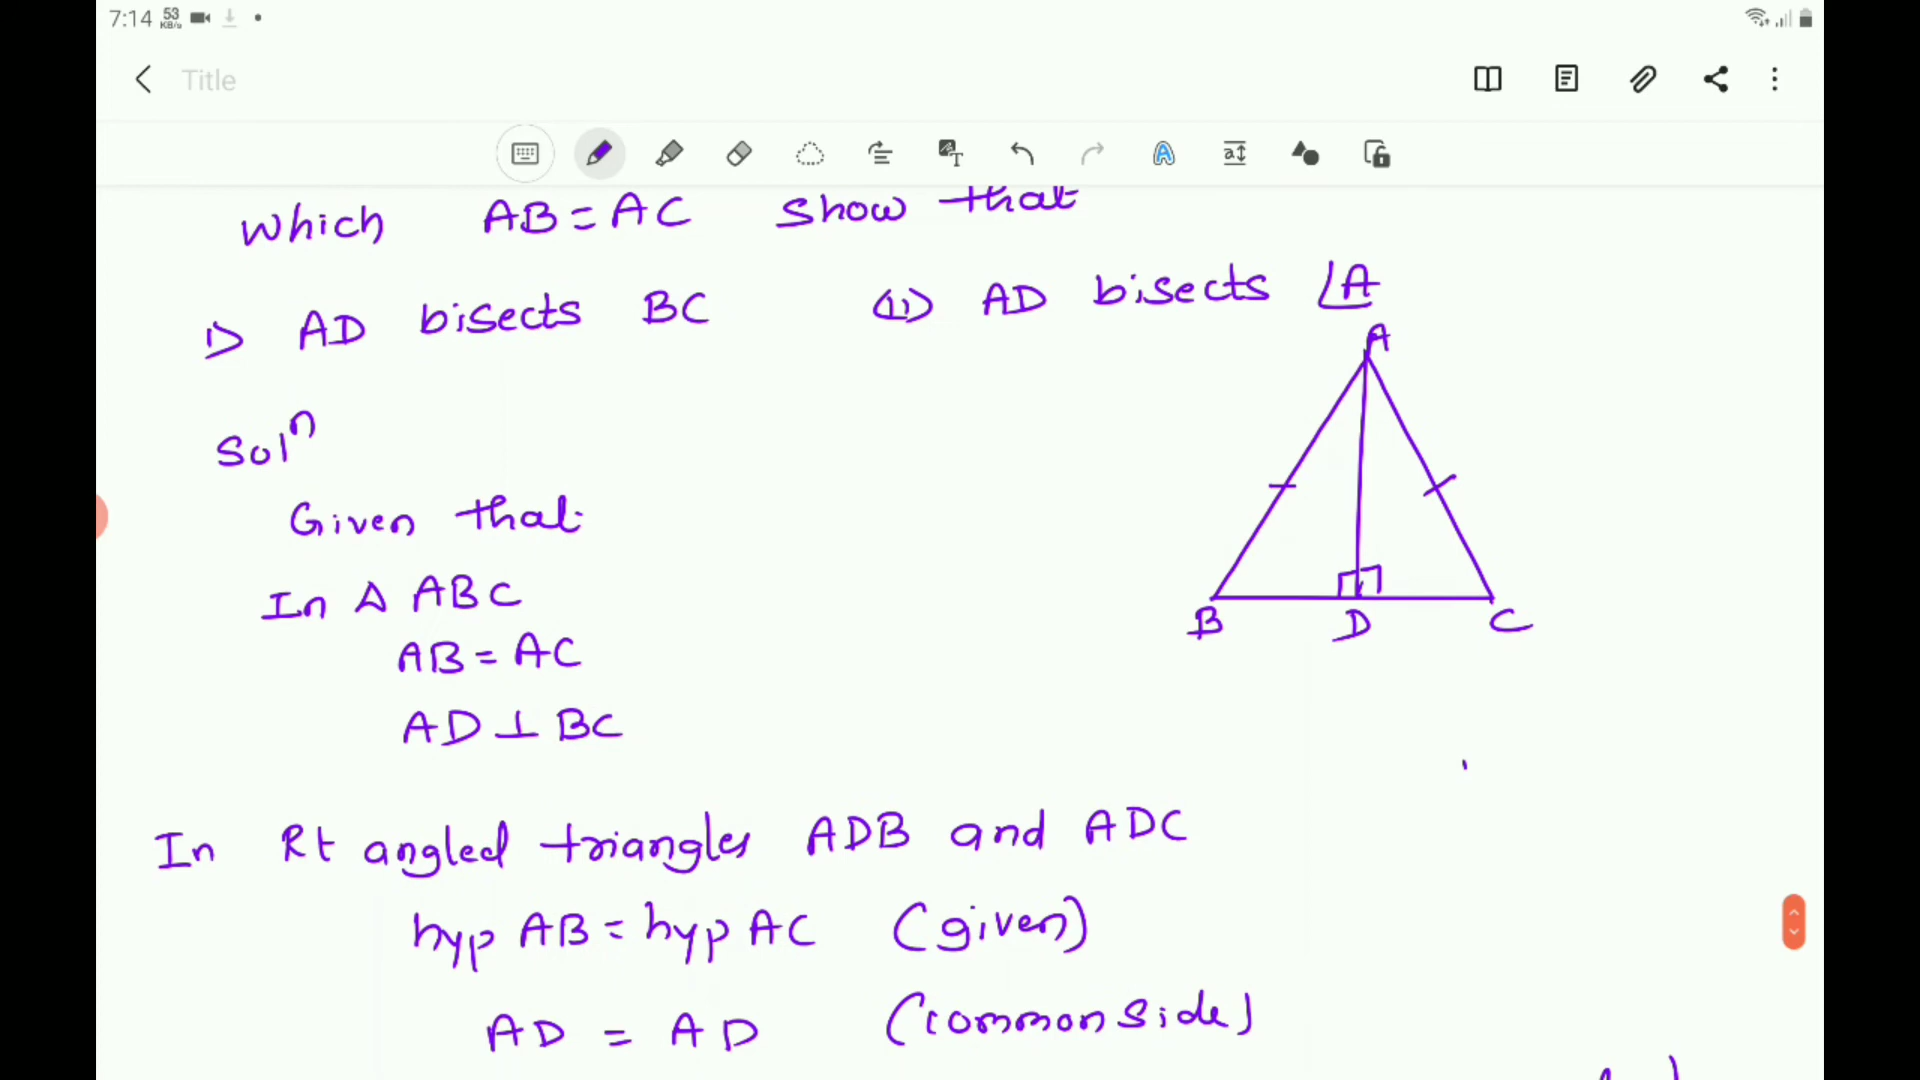 7:14 53 KB/s
Title
which AB = AC show that
i) AD bisects BC (ii) AD bisects ∠A
A
Solⁿ
Given that
In Δ ABC
B D C
AB = AC
AD ⊥ BC
In Rt angled triangles ADB and ADC
hyp AB = hyp AC (given)
AD = AD (common side)